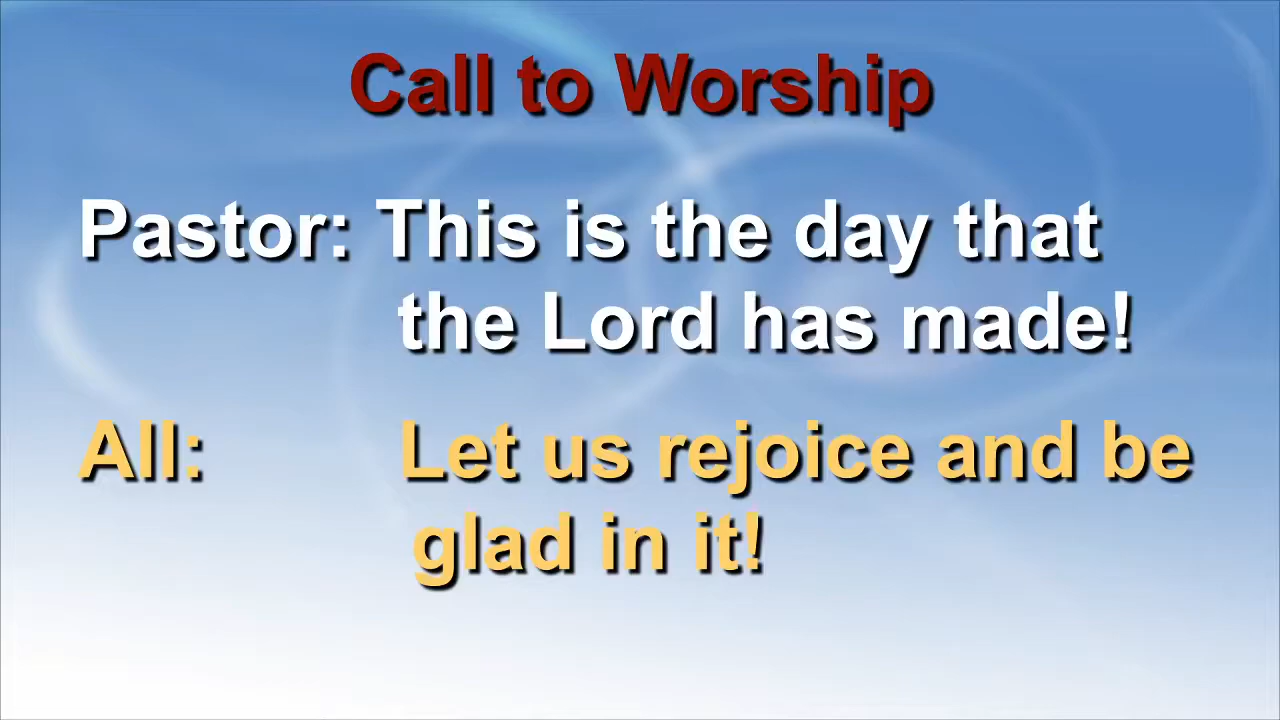 Call to Worship
Pastor: This is the day that
the Lord has made!
All: Let us rejoice and be
glad in it!